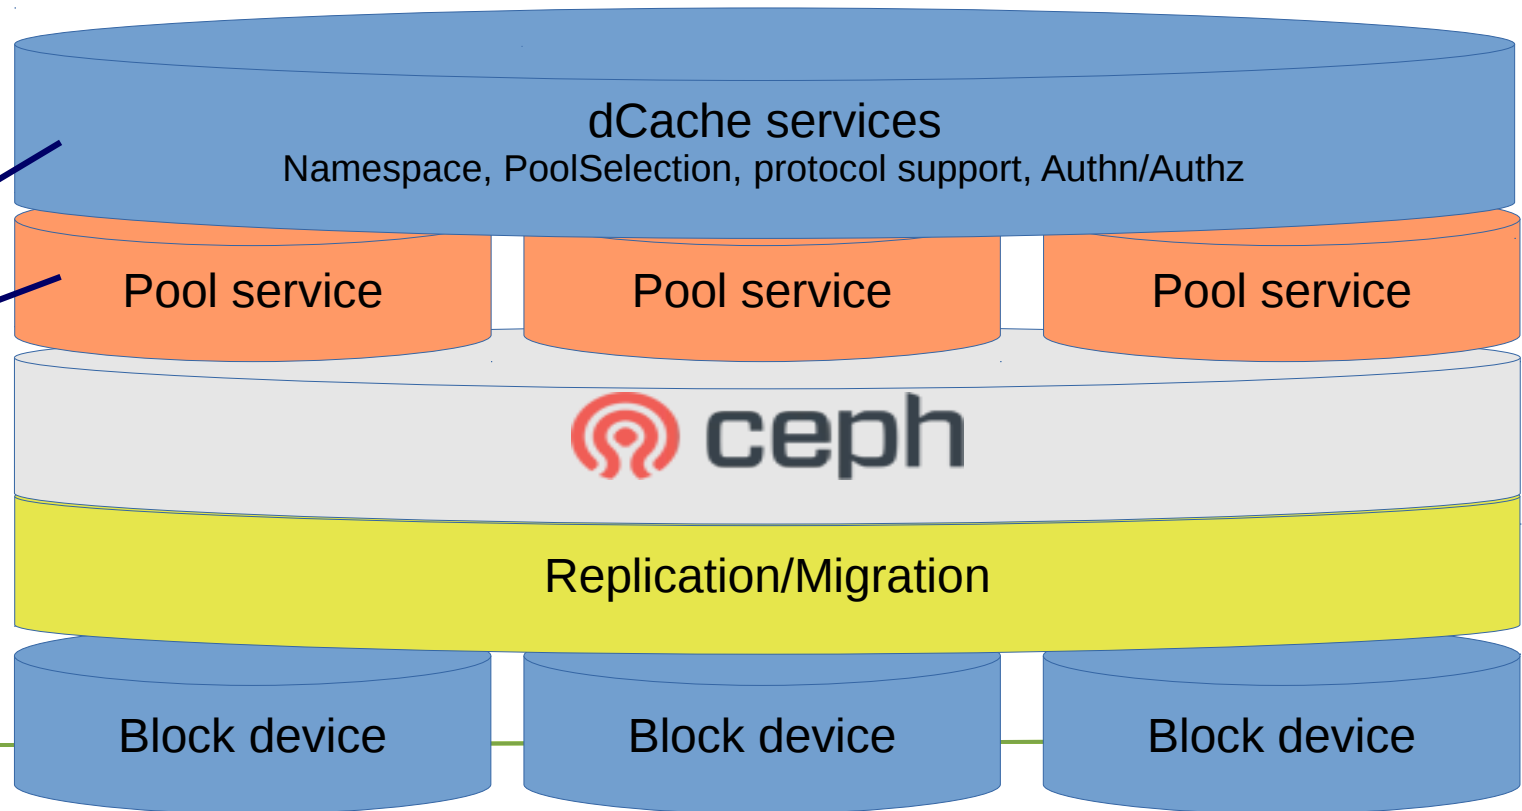 dCache services
Namespace, PoolSelection, protocol support, Authn/Authz
Pool service
Pool service
Pool service
ceph
Replication/Migration
Block device
Block device
Block device